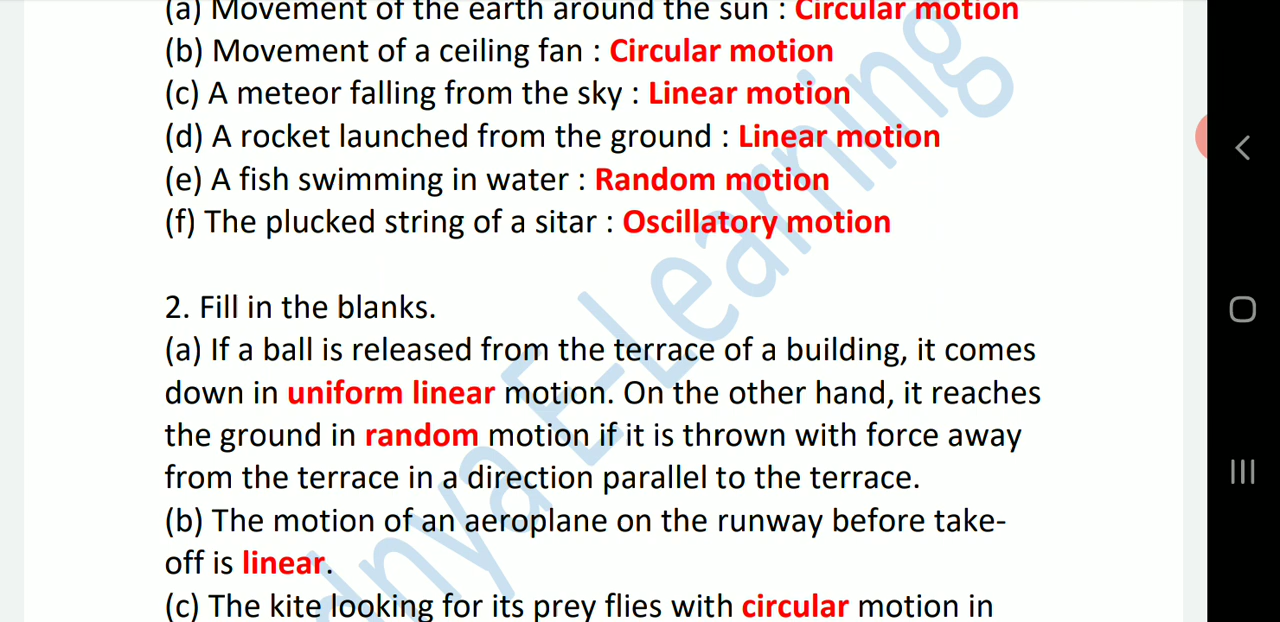 (a) Movement of the earth around the sun : Circular motion
(b) Movement of a ceiling fan : Circular motion
(c) A meteor falling from the sky : Linear motion
(d) A rocket launched from the ground : Linear motion
(e) A fish swimming in water : Random motion
(f) The plucked string of a sitar : Oscillatory motion
2. Fill in the blanks.
(a) If a ball is released from the terrace of a building, it comes
down in uniform linear motion. On the other hand, it reaches
the ground in random motion if it is thrown with force away
from the terrace in a direction parallel to the terrace.
(b) The motion of an aeroplane on the runway before take-
off is linear.
(c) The kite looking for its prey flies with circular motion in
E-Learning